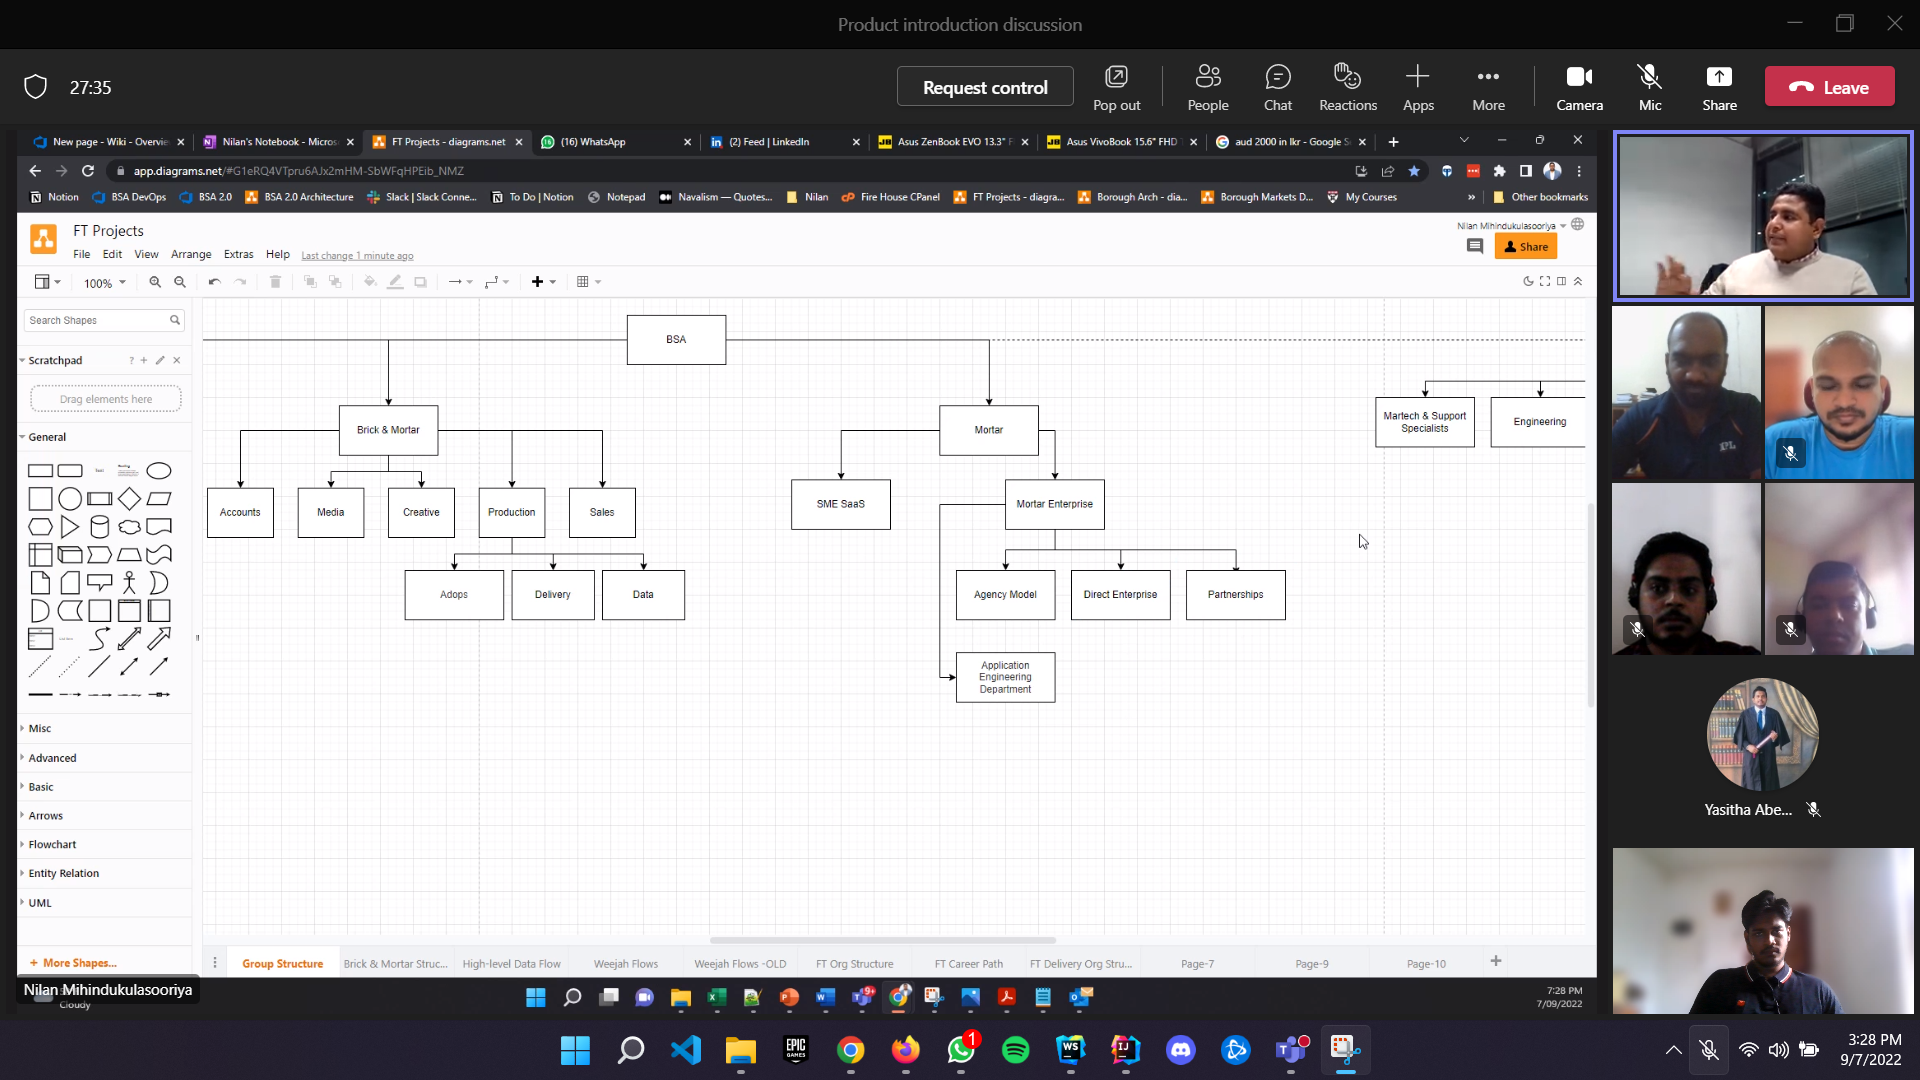 Product introduction discussion
27:35
Request control
Pop out
People
Chat
Reactions
Apps
More
Camera
Mic
Share
Leave
New page - Wiki - Overvie
Nilan's Notebook - Micros
FT Projects - diagrams.net
(16) WhatsApp
(2) Feed | LinkedIn
Asus ZenBook EVO 13.3" F
Asus VivoBook 15.6" FHD
aud 2000 in lkr - Google S
app.diagrams.net/#G1eRQ4VTpru6AJx2mHM-SbWFqHPEib_NMZ
Notion
BSA DevOps
BSA 2.0
BSA 2.0 Architecture
Slack | Slack Conne...
To Do | Notion
Notepad
Navalism — Quotes...
Nilan
Fire House CPanel
FT Projects - diagra...
Borough Arch - dia...
Borough Markets D...
My Courses
»
Other bookmarks
FT Projects
Nilan Mihindukulasooriya
File
Edit
View
Arrange
Extras
Help
Last change 1 minute ago
Share
100%
Search Shapes
Scratchpad
?
Drag elements here
General
Text
Misc
Advanced
Basic
Arrows
Flowchart
Entity Relation
UML
+ More Shapes...
BSA
Brick & Mortar
Accounts
Media
Creative
Production
Sales
Adops
Delivery
Data
Mortar
SME SaaS
Mortar Enterprise
Agency Model
Direct Enterprise
Partnerships
Application
Engineering
Department
Martech & Support
Specialists
Engineering
Group Structure
Brick & Mortar Struc...
High-level Data Flow
Weejah Flows
Weejah Flows -OLD
FT Org Structure
FT Career Path
FT Delivery Org Stru...
Page-7
Page-9
Page-10
Nilan Mihindukulasooriya
Cloudy
9+
7:28 PM
7/09/2022
PL
Yasitha Abe...
EPIC
GAMES
1
WS
IJ
3:28 PM
9/7/2022